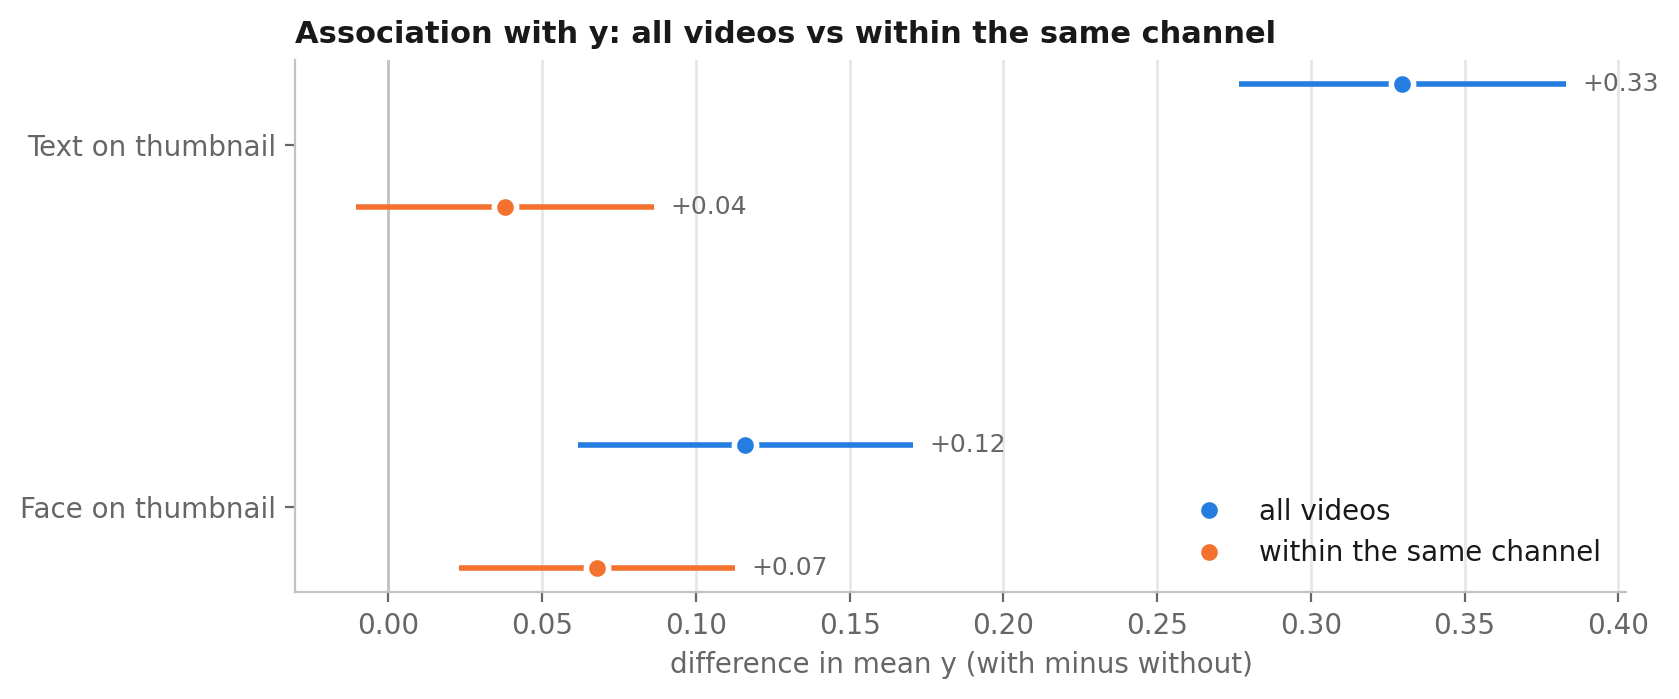 Association with y: all videos vs within the same channel
+0.33
Text on thumbnail
+0.04
+0.12
Face on thumbnail
+0.07
all videos
within the same channel
0.00 0.05 0.10 0.15 0.20 0.25 0.30 0.35 0.40
difference in mean y (with minus without)